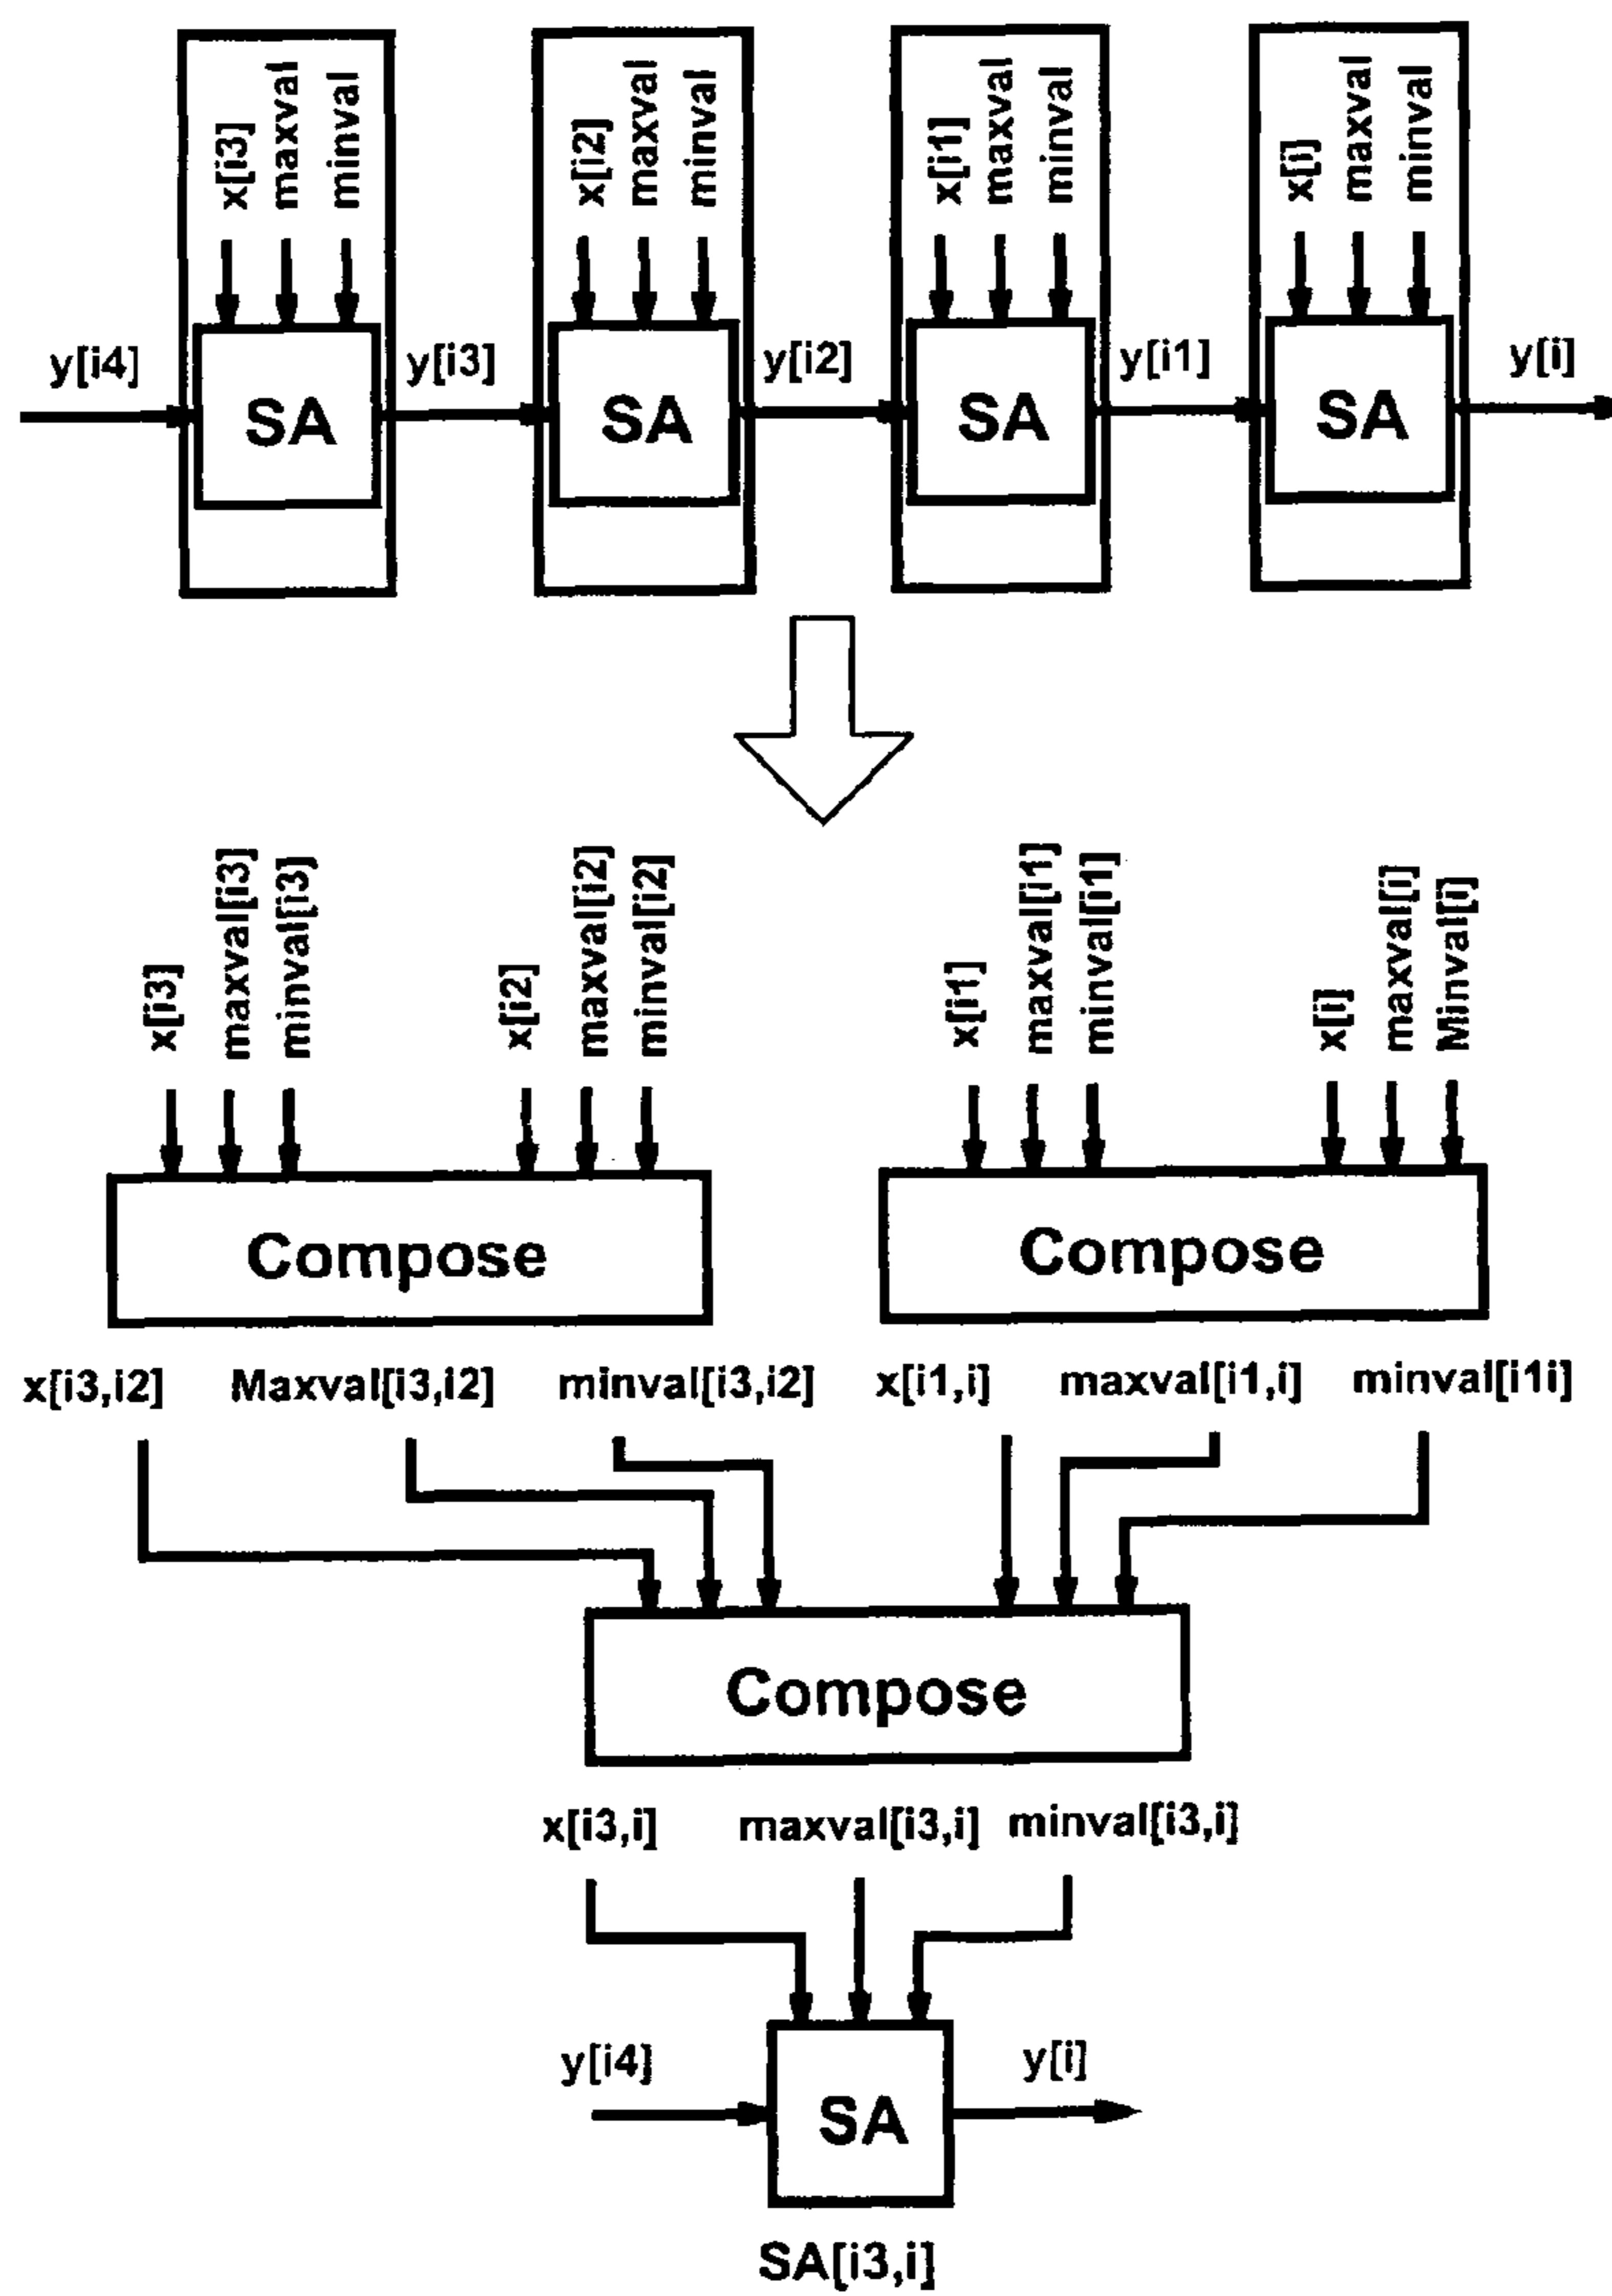 x[i3] maxval minval
x[i2] maxval minval
x[i1] maxval minval
x[i] maxval minval
y[i4] SA y[i3] SA y[i2] SA y[i1] SA y[i]
x[i3] maxval[i3] minval[i3]
x[i2] maxval[i2] minval[i2]
x[i1] maxval[i1] minval[i1]
x[i] maxval[i] Minval[i]
Compose
Compose
x[i3,i2] Maxval[i3,i2] minval[i3,i2]
x[i1,i] maxval[i1,i] minval[i1i]
Compose
x[i3,i] maxval[i3,i] minval[i3,i]
y[i4] SA y[i]
SA[i3,i]